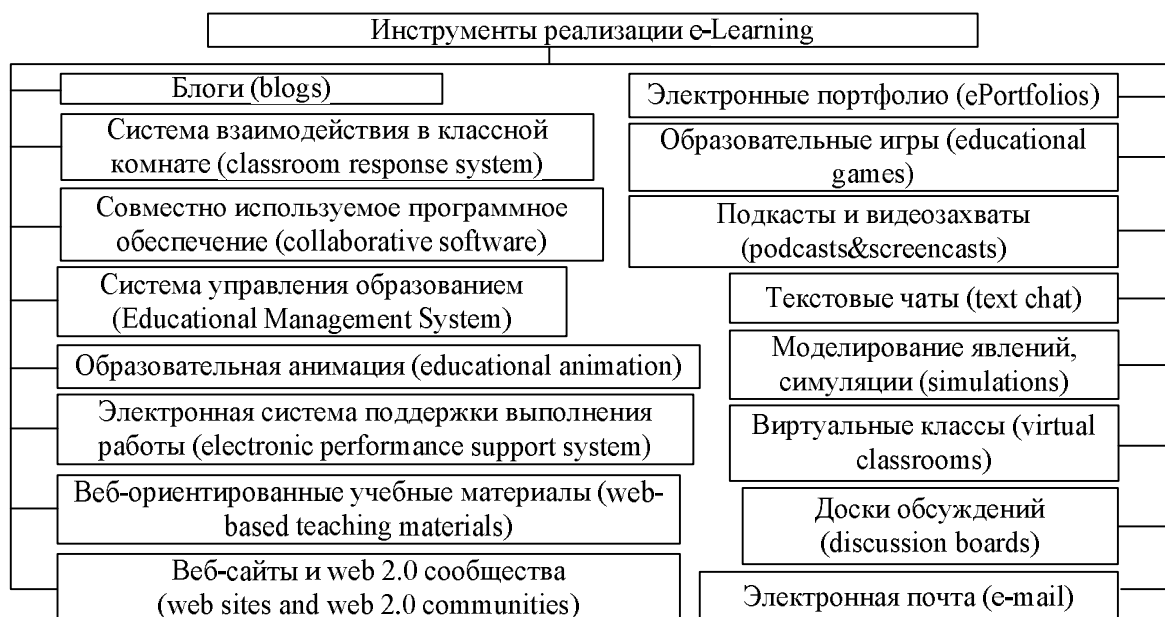 Инструменты реализации e-Learning
Блоги (blogs)
Система взаимодействия в классной
комнате (classroom response system)
Совместно используемое программное
обеспечение (collaborative software)
Система управления образованием
(Educational Management System)
Образовательная анимация (educational animation)
Электронная система поддержки выполнения
работы (electronic performance support system)
Веб-ориентированные учебные материалы (web-
based teaching materials)
Веб-сайты и web 2.0 сообщества
(web sites and web 2.0 communities)
Электронные портфолио (ePortfolios)
Образовательные игры (educational
games)
Подкасты и видеозахваты
(podcasts&screencasts)
Текстовые чаты (text chat)
Моделирование явлений,
симуляции (simulations)
Виртуальные классы (virtual
classrooms)
Доски обсуждений
(discussion boards)
Электронная почта (e-mail)